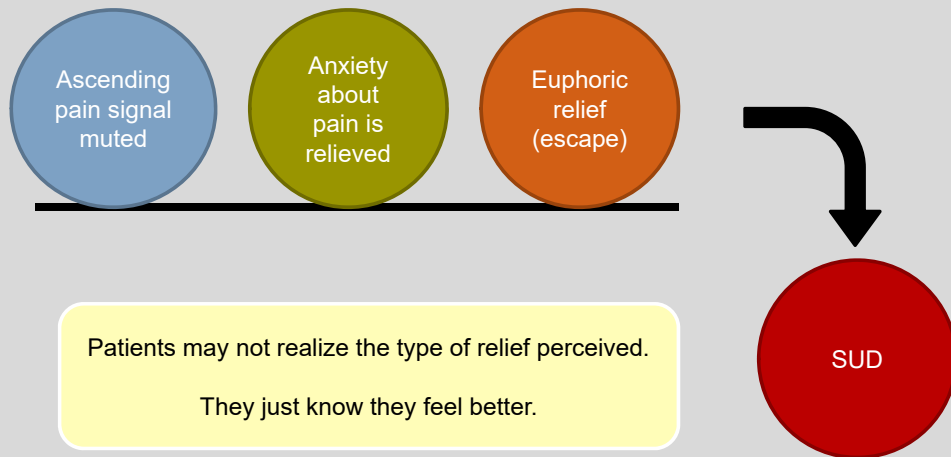 Ascending
pain signal
muted
Anxiety
about
pain is
relieved
Euphoric
relief
(escape)
SUD
Patients may not realize the type of relief perceived.
They just know they feel better.